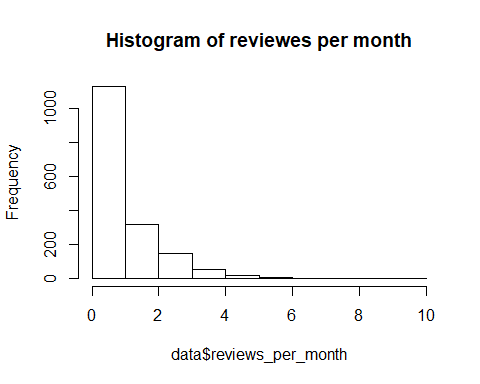 Histogram of reviewes per month
Frequency
1000
600
200
0
0 2 4 6 8 10
data$reviews_per_month